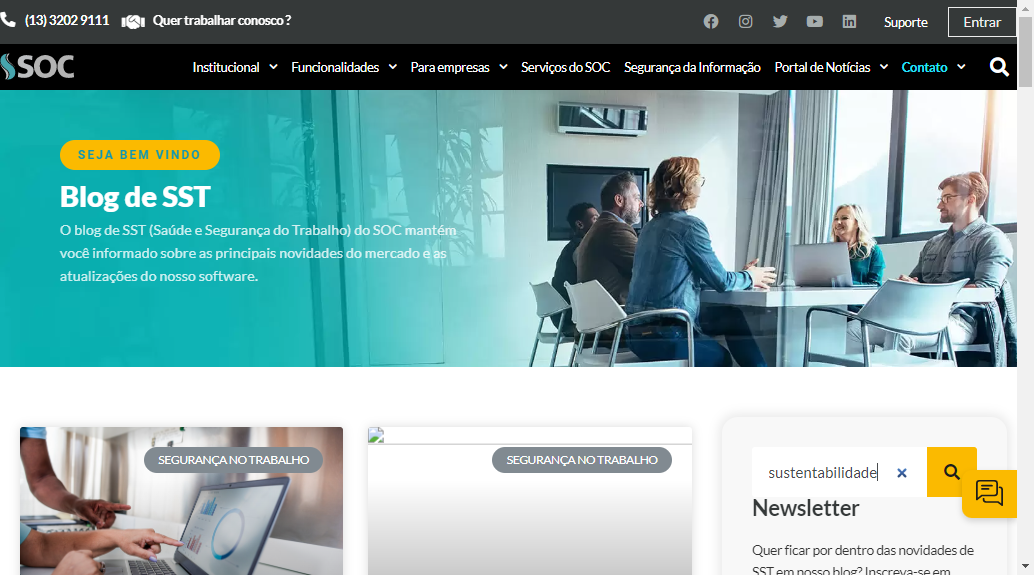 (13) 3202 9111
Quer trabalhar conosco ?
Suporte
Entrar
SOC
Institucional
Funcionalidades
Para empresas
Serviços do SOC
Segurança da Informação
Portal de Notícias
Contato
SEJA BEM VINDO
Blog de SST
O blog de SST (Saúde e Segurança do Trabalho) do SOC mantém
você informado sobre as principais novidades do mercado e as
atualizações do nosso software.
SEGURANÇA NO TRABALHO
SEGURANÇA NO TRABALHO
sustentabilidade
Newsletter
Quer ficar por dentro das novidades de
SST em nosso blog? Inscreva-se em